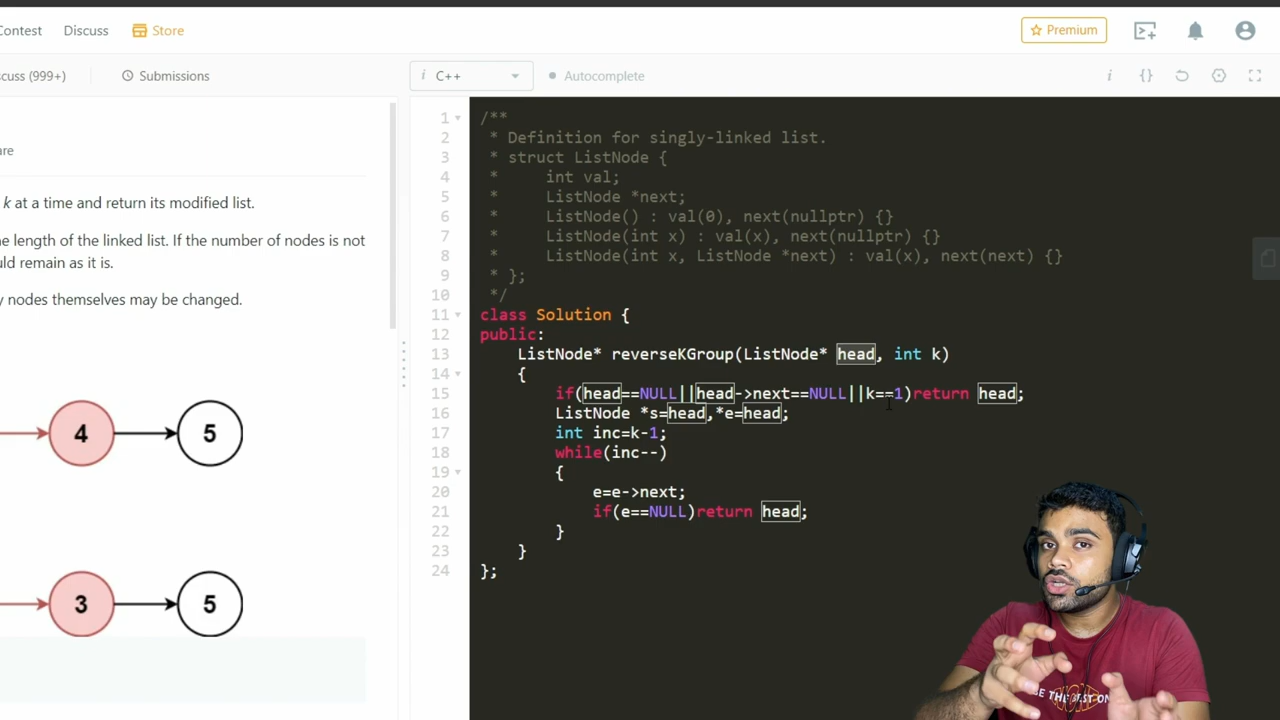 Contest Discuss Store Premium
cuss (999+) Submissions i C++ Autocomplete i {}
are
k at a time and return its modified list.
e length of the linked list. If the number of nodes is not
uld remain as it is.
y nodes themselves may be changed.
4 5
3 5
1 /**
2 * Definition for singly-linked list.
3 * struct ListNode {
4 * int val;
5 * ListNode *next;
6 * ListNode() : val(0), next(nullptr) {}
7 * ListNode(int x) : val(x), next(nullptr) {}
8 * ListNode(int x, ListNode *next) : val(x), next(next) {}
9 * };
10 */
11 class Solution {
12 public:
13 ListNode* reverseKGroup(ListNode* head, int k)
14 {
15 if(head==NULL||head->next==NULL||k==1)return head;
16 ListNode *s=head,*e=head;
17 int inc=k-1;
18 while(inc--)
19 {
20 e=e->next;
21 if(e==NULL)return head;
22 }
23 }
24 };
BE THE BEST ON